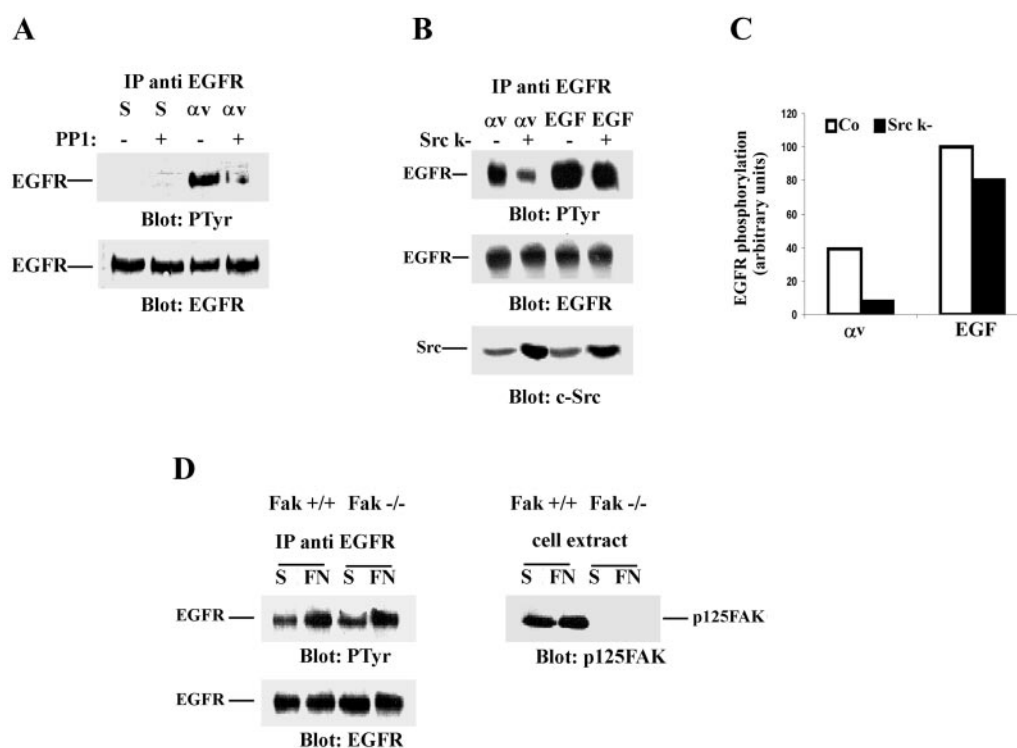 A
IP anti EGFR
S S αv αv
PP1: - + - +
EGFR
Blot: PTyr
EGFR
Blot: EGFR
B
IP anti EGFR
αv αv EGF EGF
Src k- - + - +
EGFR
Blot: PTyr
EGFR
Blot: EGFR
Src
Blot: c-Src
C
Co Src k-
EGFR phosphorylation
(arbitrary units)
120
100
80
60
40
20
0
αv EGF
D
Fak +/+ Fak -/-
IP anti EGFR
S FN S FN
EGFR
Blot: PTyr
EGFR
Blot: EGFR
Fak +/+ Fak -/-
cell extract
S FN S FN
p125FAK
Blot: p125FAK